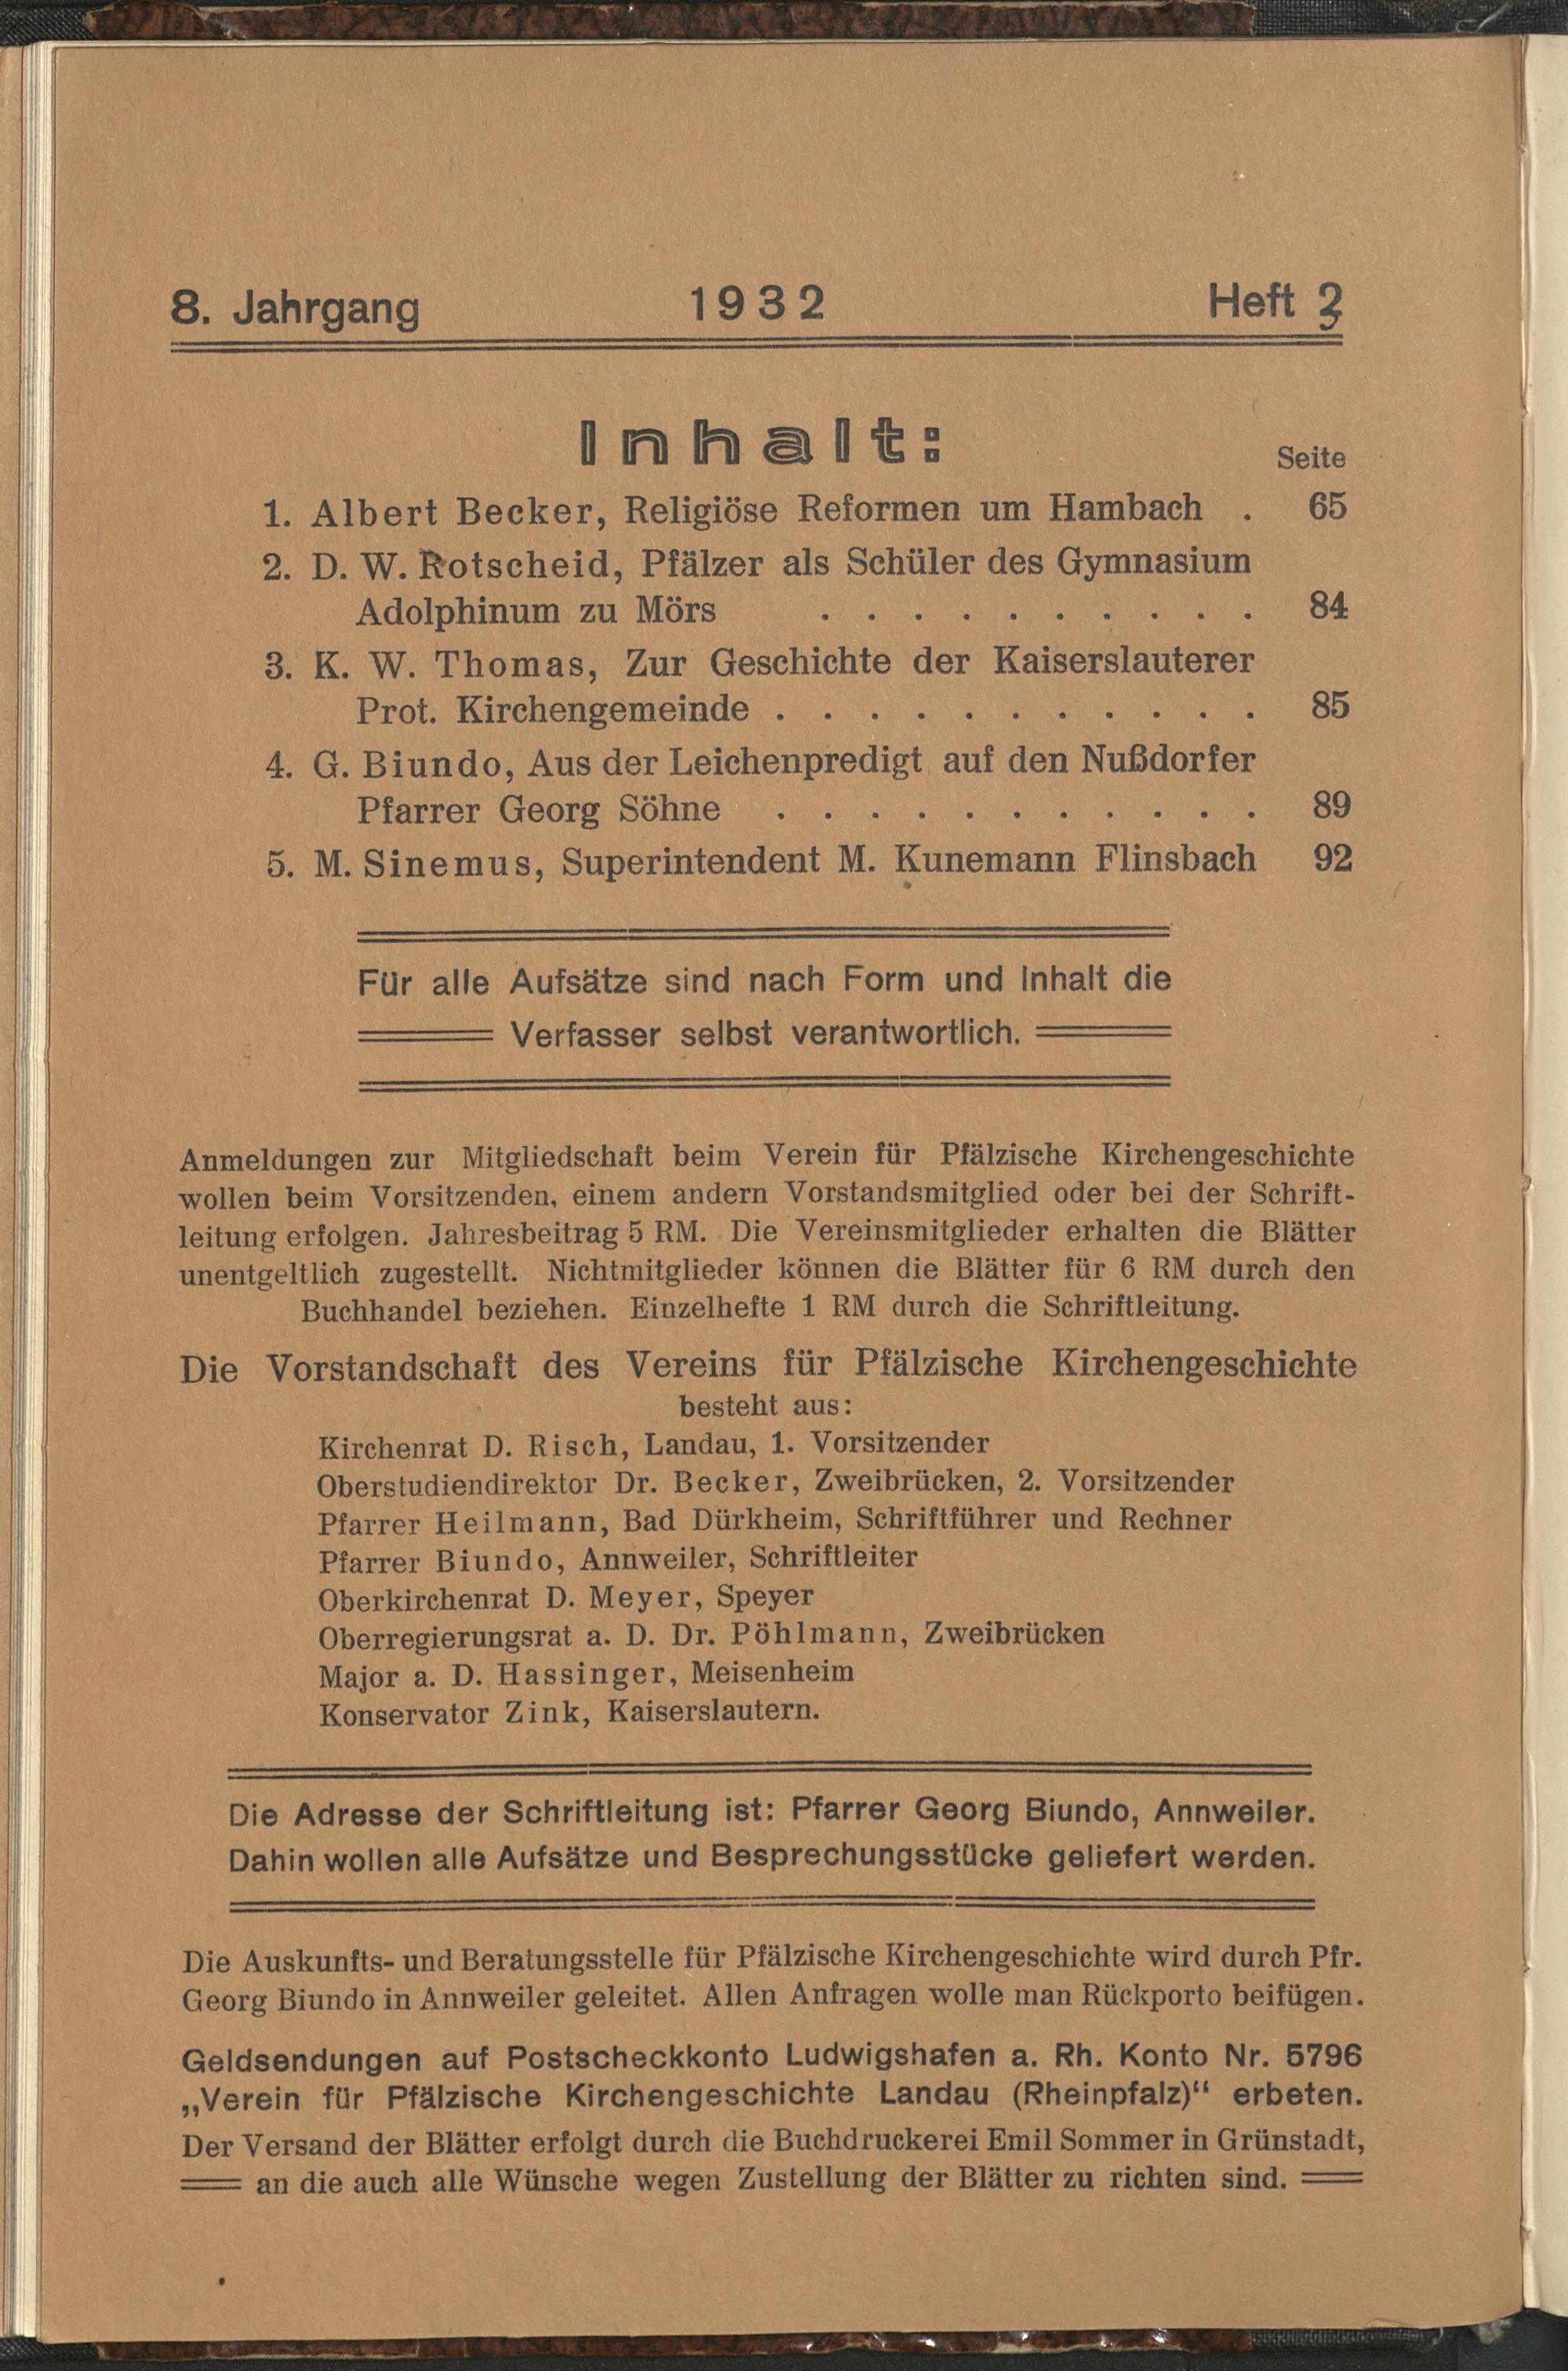 8. Jahrgang 1932 Heft 3
Inhalt:
Seite
1. Albert Becker, Religiöse Reformen um Hambach . 65
2. D. W. Rotscheid, Pfälzer als Schüler des Gymnasium
Adolphinum zu Mörs . . . . . . . . . . 84
3. K. W. Thomas, Zur Geschichte der Kaiserslauterer
Prot. Kirchengemeinde . . . . . . . . . . . 85
4. G. Biundo, Aus der Leichenpredigt auf den Nußdorfer
Pfarrer Georg Söhne . . . . . . . . . . . 89
5. M. Sinemus, Superintendent M. Kunemann Flinsbach 92
Für alle Aufsätze sind nach Form und Inhalt die
Verfasser selbst verantwortlich.
Anmeldungen zur Mitgliedschaft beim Verein für Pfälzische Kirchengeschichte
wollen beim Vorsitzenden, einem andern Vorstandsmitglied oder bei der Schrift-
leitung erfolgen. Jahresbeitrag 5 RM. Die Vereinsmitglieder erhalten die Blätter
unentgeltlich zugestellt. Nichtmitglieder können die Blätter für 6 RM durch den
Buchhandel beziehen. Einzelhefte 1 RM durch die Schriftleitung.
Die Vorstandschaft des Vereins für Pfälzische Kirchengeschichte
besteht aus:
Kirchenrat D. Risch, Landau, 1. Vorsitzender
Oberstudiendirektor Dr. Becker, Zweibrücken, 2. Vorsitzender
Pfarrer Heilmann, Bad Dürkheim, Schriftführer und Rechner
Pfarrer Biundo, Annweiler, Schriftleiter
Oberkirchenrat D. Meyer, Speyer
Oberregierungsrat a. D. Dr. Pöhlmann, Zweibrücken
Major a. D. Hassinger, Meisenheim
Konservator Zink, Kaiserslautern.
Die Adresse der Schriftleitung ist: Pfarrer Georg Biundo, Annweiler.
Dahin wollen alle Aufsätze und Besprechungsstücke geliefert werden.
Die Auskunfts- und Beratungsstelle für Pfälzische Kirchengeschichte wird durch Pfr.
Georg Biundo in Annweiler geleitet. Allen Anfragen wolle man Rückporto beifügen.
Geldsendungen auf Postscheckkonto Ludwigshafen a. Rh. Konto Nr. 5796
„Verein für Pfälzische Kirchengeschichte Landau (Rheinpfalz)“ erbeten.
Der Versand der Blätter erfolgt durch die Buchdruckerei Emil Sommer in Grünstadt,
an die auch alle Wünsche wegen Zustellung der Blätter zu richten sind.